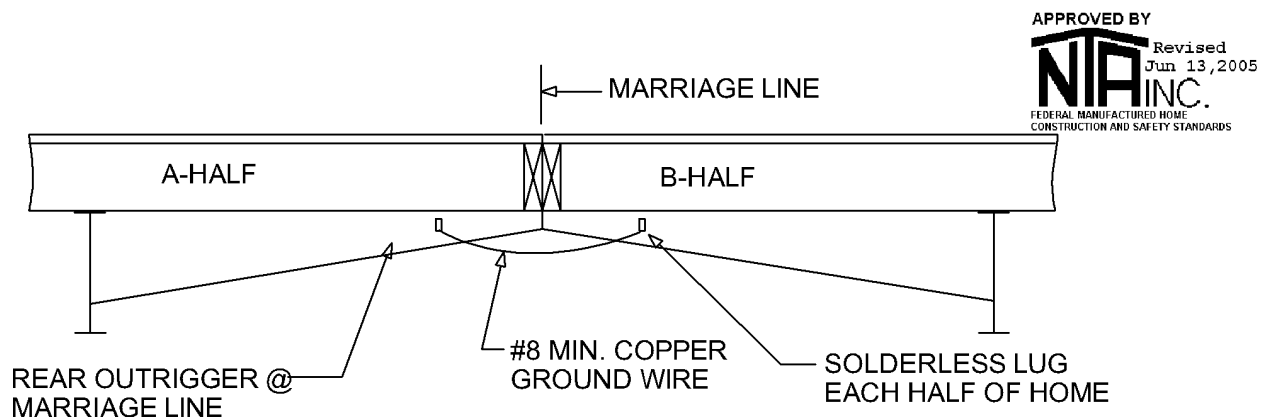 APPROVED BY
NTA INC.
Revised
Jun 13,2005
FEDERAL MANUFACTURED HOME
CONSTRUCTION AND SAFETY STANDARDS
MARRIAGE LINE
A-HALF
B-HALF
#8 MIN. COPPER
GROUND WIRE
SOLDERLESS LUG
EACH HALF OF HOME
REAR OUTRIGGER @
MARRIAGE LINE